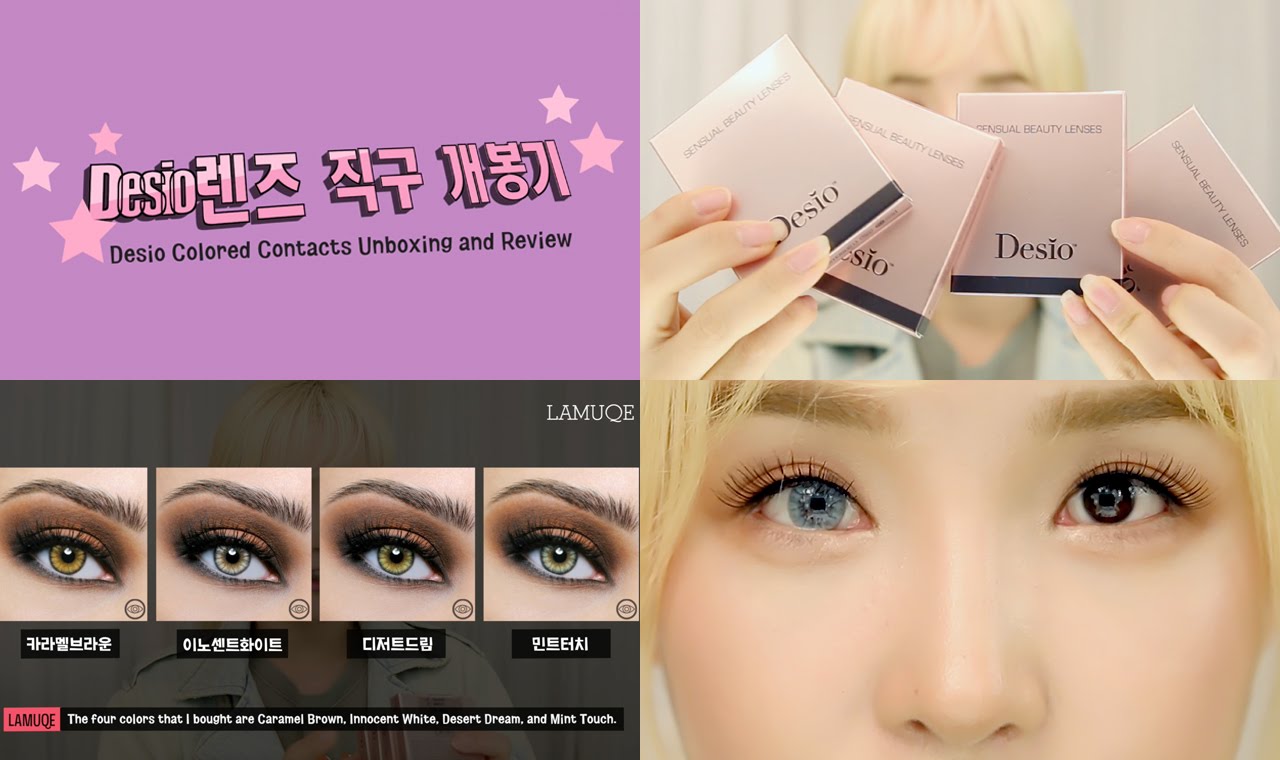 Desio렌즈 직구 개봉기
Desio Colored Contacts Unboxing and Review
SENSUAL BEAUTY LENSES
Desio
SENSUAL BEAUTY LENSES
SENSUAL BEAUTY LENSES
Desio
SENSUAL BEAUTY LENSES
LAMUQE
카라멜브라운
이노센트화이트
디저트드림
민트터치
LAMUQE The four colors that I bought are Caramel Brown, Innocent White, Desert Dream, and Mint Touch.